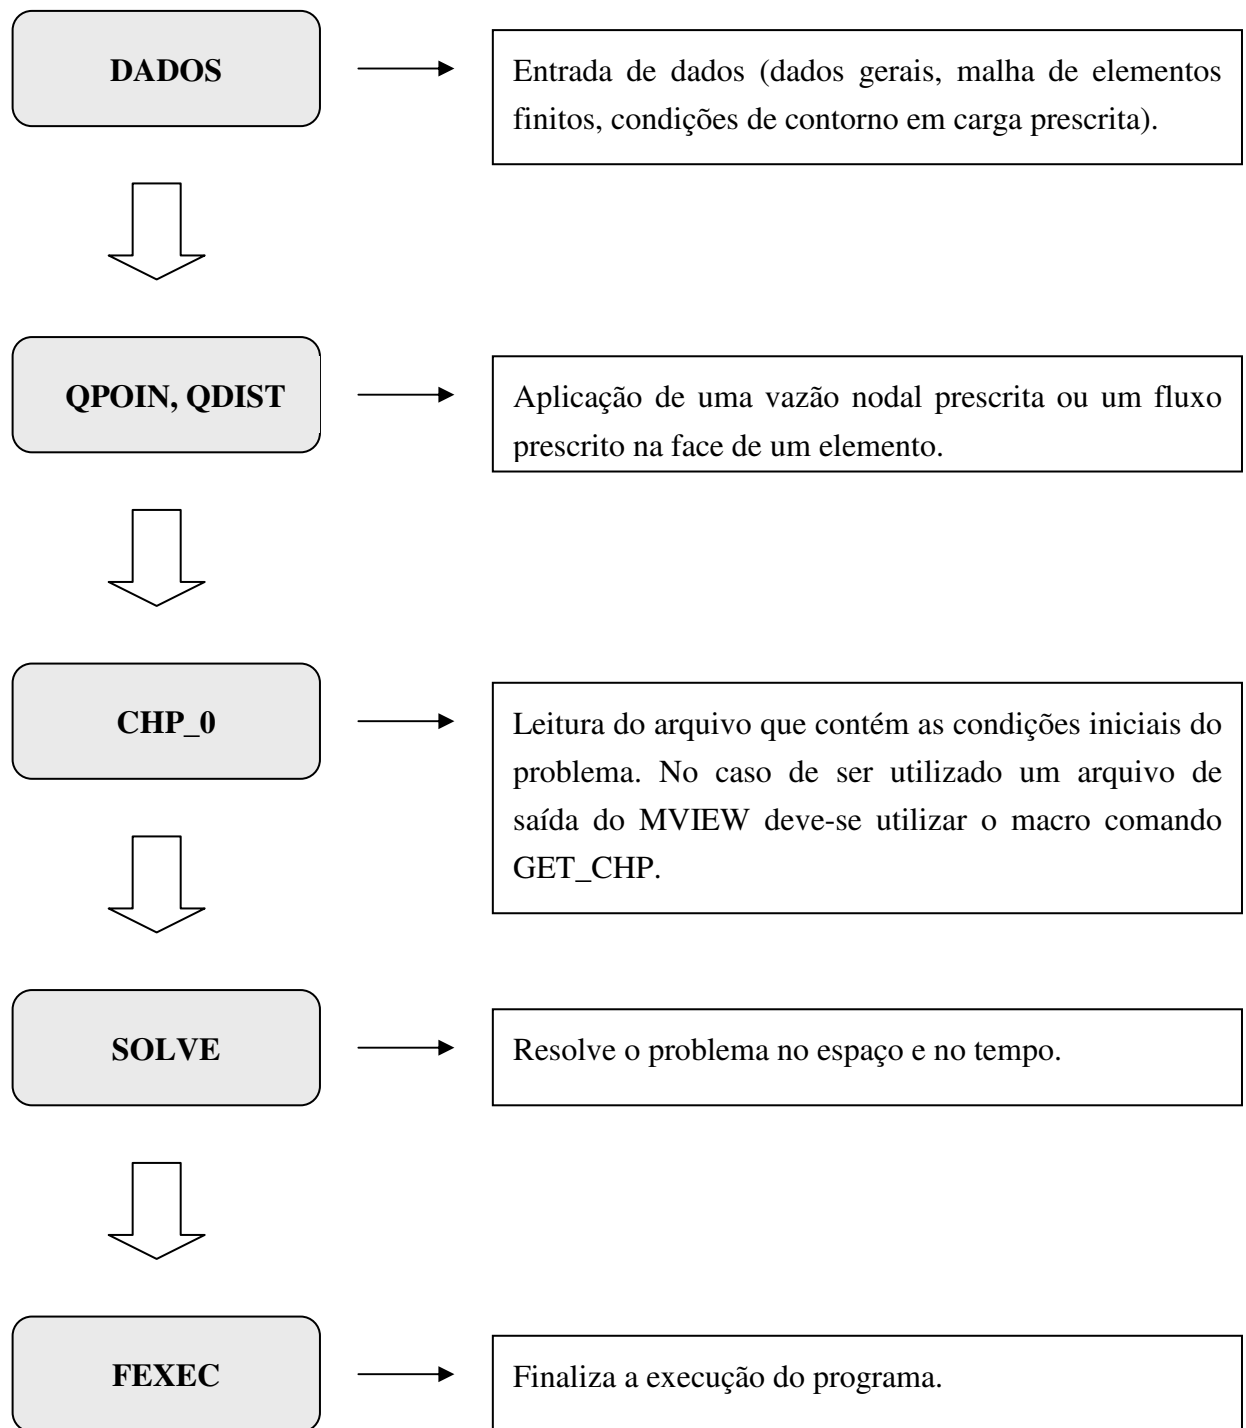 DADOS
Entrada de dados (dados gerais, malha de elementos
finitos, condições de contorno em carga prescrita).
QPOIN, QDIST
Aplicação de uma vazão nodal prescrita ou um fluxo
prescrito na face de um elemento.
CHP_0
Leitura do arquivo que contém as condições iniciais do
problema. No caso de ser utilizado um arquivo de
saída do MVIEW deve-se utilizar o macro comando
GET_CHP.
SOLVE
Resolve o problema no espaço e no tempo.
FEXEC
Finaliza a execução do programa.